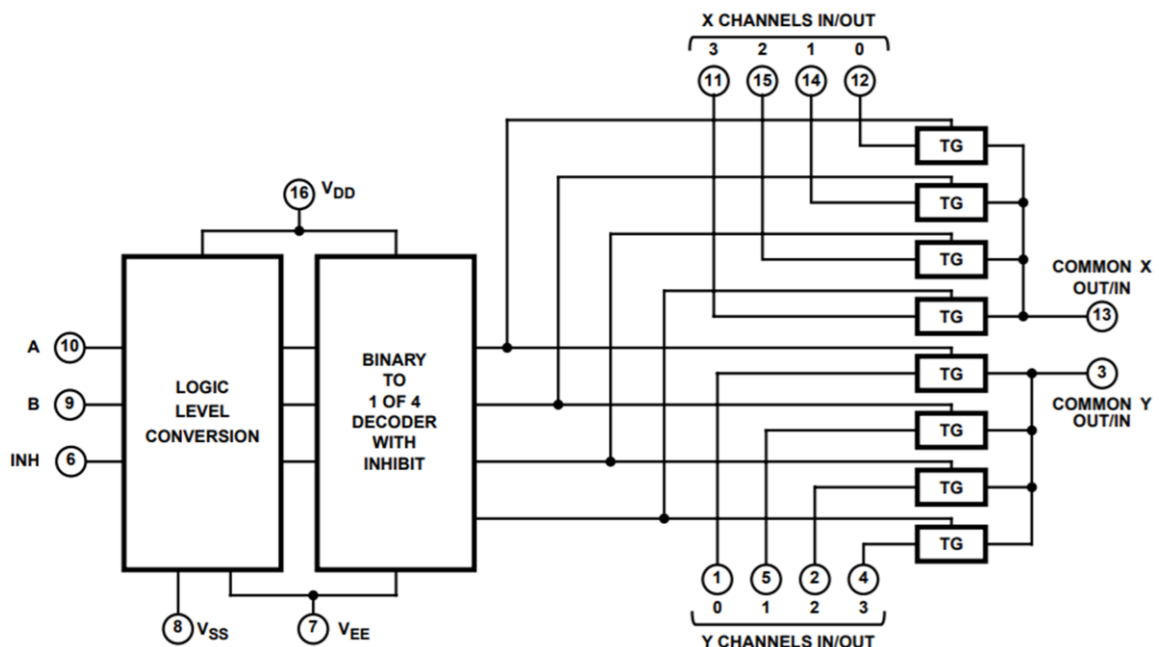 X CHANNELS IN/OUT
3 2 1 0
11 15 14 12
TG
TG
16 VDD
TG
COMMON X
OUT/IN
TG
13
A 10
LOGIC
LEVEL
CONVERSION
BINARY
TO
1 OF 4
DECODER
WITH
INHIBIT
TG
3
COMMON Y
OUT/IN
B 9
TG
INH 6
TG
TG
1 5 2 4
0 1 2 3
Y CHANNELS IN/OUT
8 VSS
7 VEE